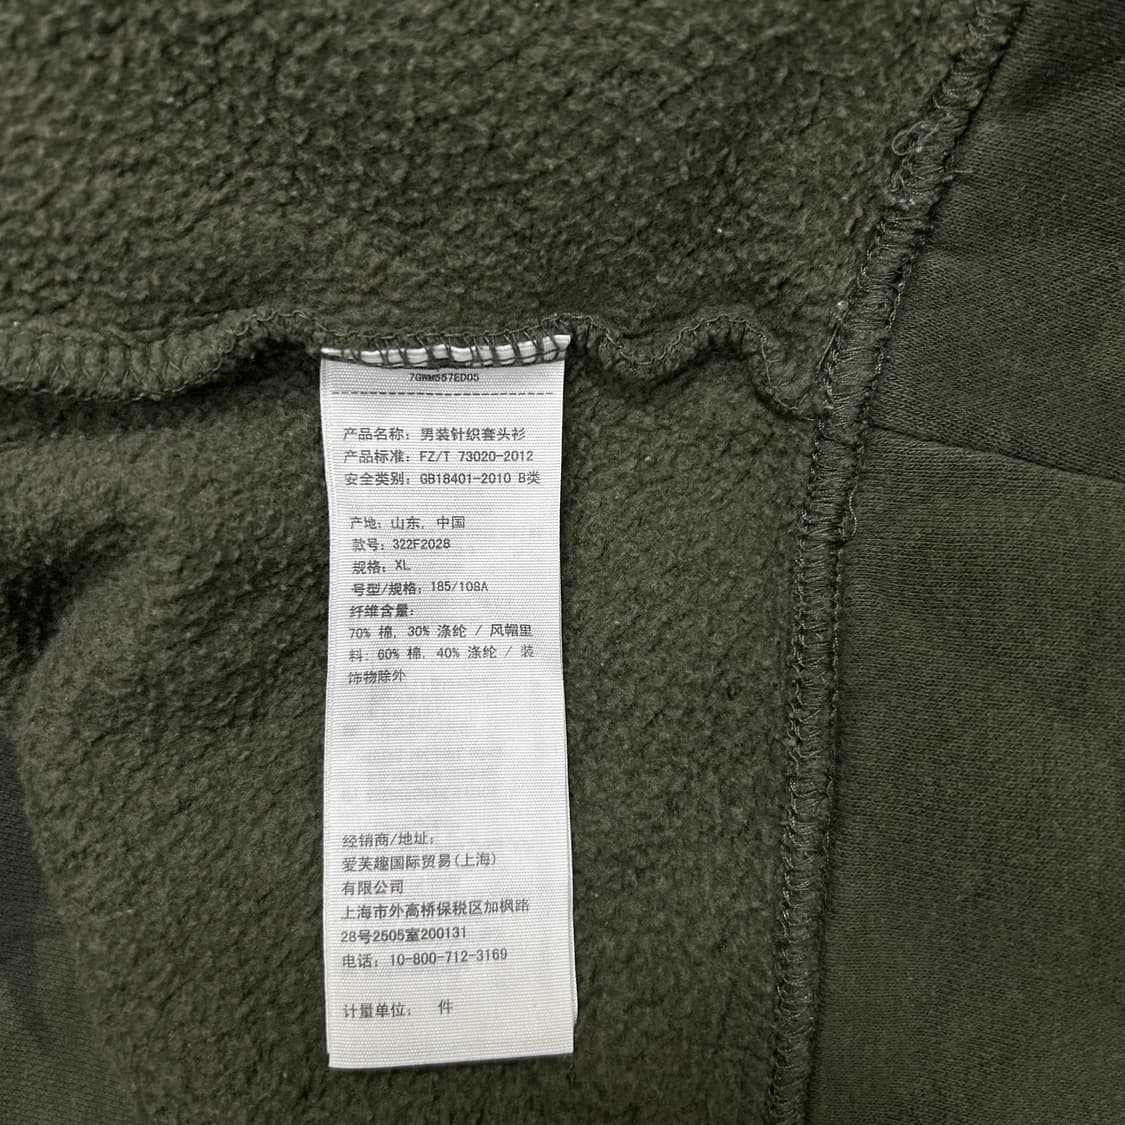 7GWM557ED05
产品名称: 男装针织套头衫
产品标准: FZ/T 73020-2012
安全类别: GB18401-2010 B类
产地: 山东, 中国
款号: 322F2028
规格: XL
号型/规格: 185/108A
纤维含量:
70% 棉, 30% 涤纶 / 风帽里
料: 60% 棉, 40% 涤纶 / 装
饰物除外
经销商/地址:
爱芙趣国际贸易(上海)
有限公司
上海市外高桥保税区加枫路
28号2505室200131
电话: 10-800-712-3169
计量单位: 件